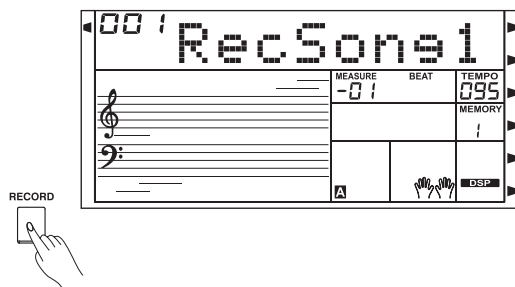 001 RecSong1
MEASURE BEAT TEMPO
-01 095
MEMORY
1
A DSP
RECORD